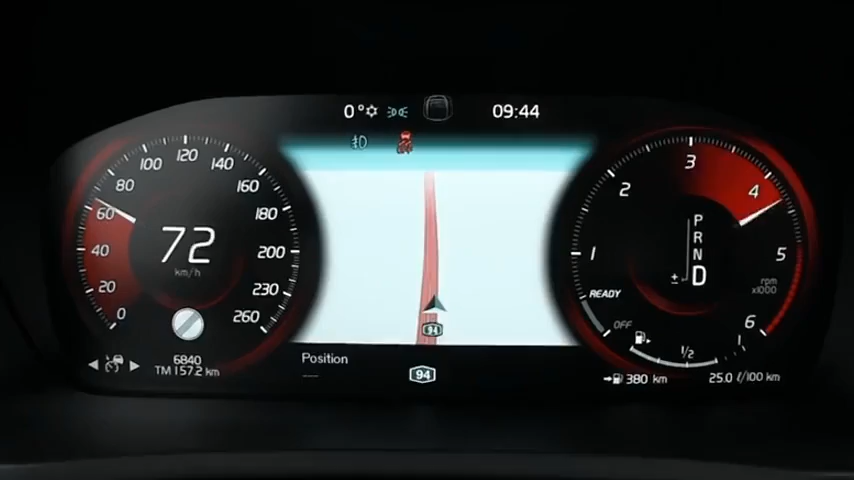 0°
09:44
0
20
40
60
80
100
120
140
160
180
200
230
260
72
km/h
6840
TM 157.2 km
94
Position
----
94
1
2
3
4
5
6
P
R
N
D
±
rpm
x1000
READY
OFF
1/2
1
380 km
25.0 ℓ/100 km